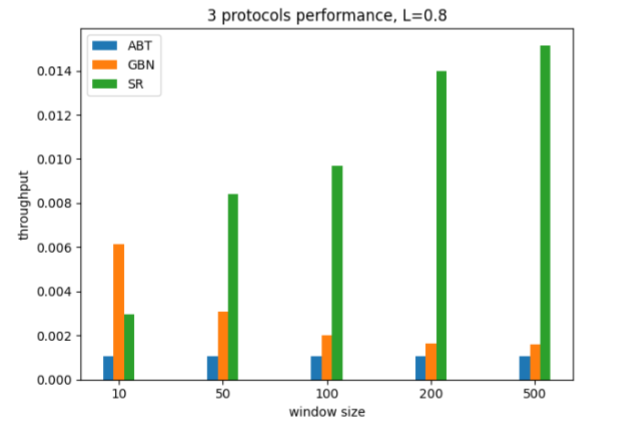 3 protocols performance, L=0.8
ABT
GBN
SR
throughput
0.014
0.012
0.010
0.008
0.006
0.004
0.002
0.000
10 50 100 200 500
window size